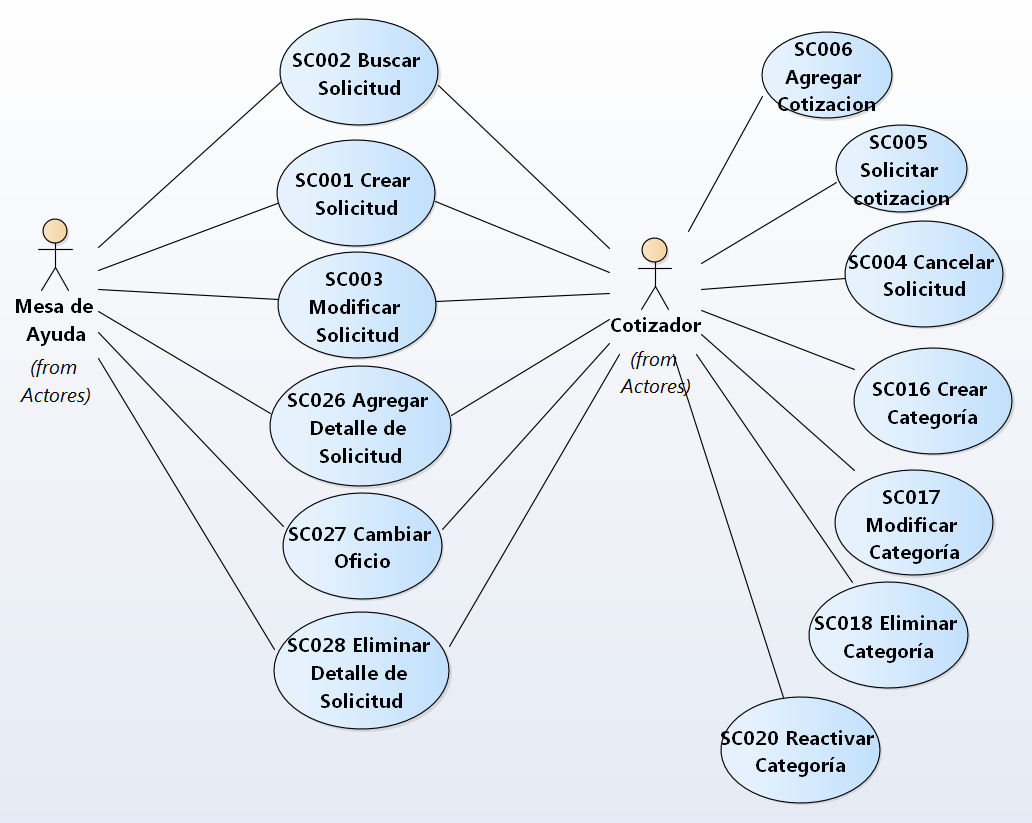 SC002 Buscar
Solicitud
SC001 Crear
Solicitud
SC003
Modificar
Solicitud
SC026 Agregar
Detalle de
Solicitud
SC027 Cambiar
Oficio
SC028 Eliminar
Detalle de
Solicitud
Mesa de
Ayuda
(from
Actores)
Cotizador
(from
Actores)
SC006
Agregar
Cotizacion
SC005
Solicitar
cotizacion
SC004 Cancelar
Solicitud
SC016 Crear
Categoría
SC017
Modificar
Categoría
SC018 Eliminar
Categoría
SC020 Reactivar
Categoría